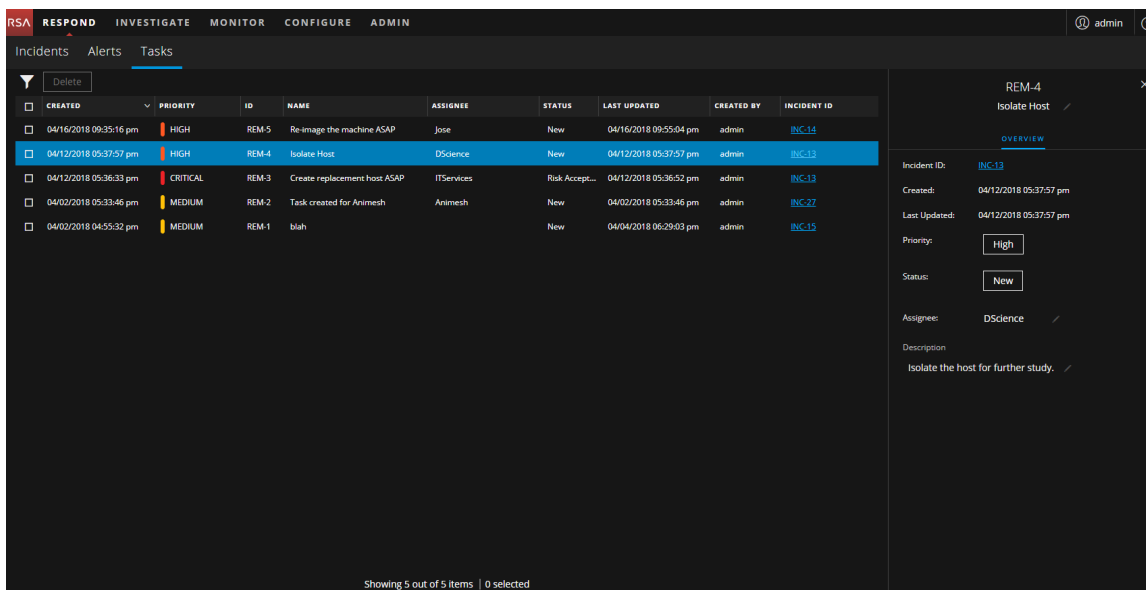 RSA RESPOND INVESTIGATE MONITOR CONFIGURE ADMIN admin
Incidents Alerts Tasks
Delete
CREATED PRIORITY ID NAME ASSIGNEE STATUS LAST UPDATED CREATED BY INCIDENT ID
04/16/2018 09:35:16 pm HIGH REM-5 Re-image the machine ASAP Jose New 04/16/2018 09:55:04 pm admin INC-14
04/12/2018 05:37:57 pm HIGH REM-4 Isolate Host DScience New 04/12/2018 05:37:57 pm admin INC-13
04/12/2018 05:36:33 pm CRITICAL REM-3 Create replacement host ASAP ITServices Risk Accept... 04/12/2018 05:36:52 pm admin INC-13
04/02/2018 05:33:46 pm MEDIUM REM-2 Task created for Animesh Animesh New 04/02/2018 05:33:46 pm admin INC-27
04/02/2018 04:55:32 pm MEDIUM REM-1 blah New 04/04/2018 06:29:03 pm admin INC-15
Showing 5 out of 5 items | 0 selected
REM-4
Isolate Host
OVERVIEW
Incident ID: INC-13
Created: 04/12/2018 05:37:57 pm
Last Updated: 04/12/2018 05:37:57 pm
Priority: High
Status: New
Assignee: DScience
Description
Isolate the host for further study.